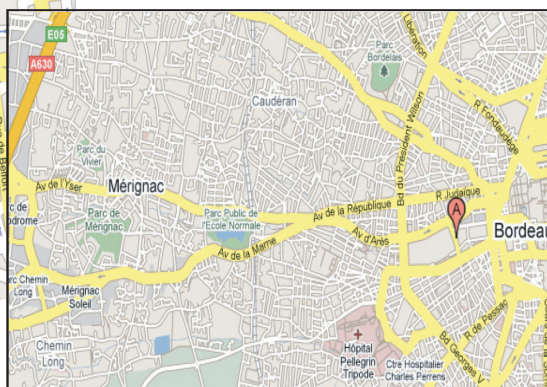 E05
A630
Parc
Bordelais
Libération
R Fondaudège
Caudéran
Bd du Président Wilson
Parc du
Vivier
Av de l'Yser
Mérignac
R Judaïque
A
Parc de
Mérignac
Parc Public de
l'Ecole Normale
Av de la République
Av d'Arès
Bordeau
Av de la Marne
Chemin
Long
Mérignac
Soleil
R de Pessac
Bd Georges V
Chemin
Long
Hôpital
Pellegrin
Tripode
Ctre Hospitalier
Charles Perrens